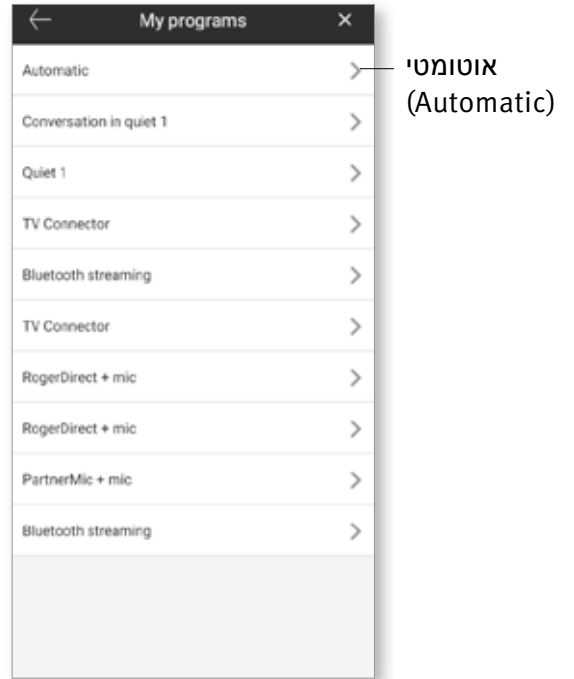 My programs
Automatic
Conversation in quiet 1
Quiet 1
TV Connector
Bluetooth streaming
TV Connector
RogerDirect + mic
RogerDirect + mic
PartnerMic + mic
Bluetooth streaming
אוטומטי
(Automatic)